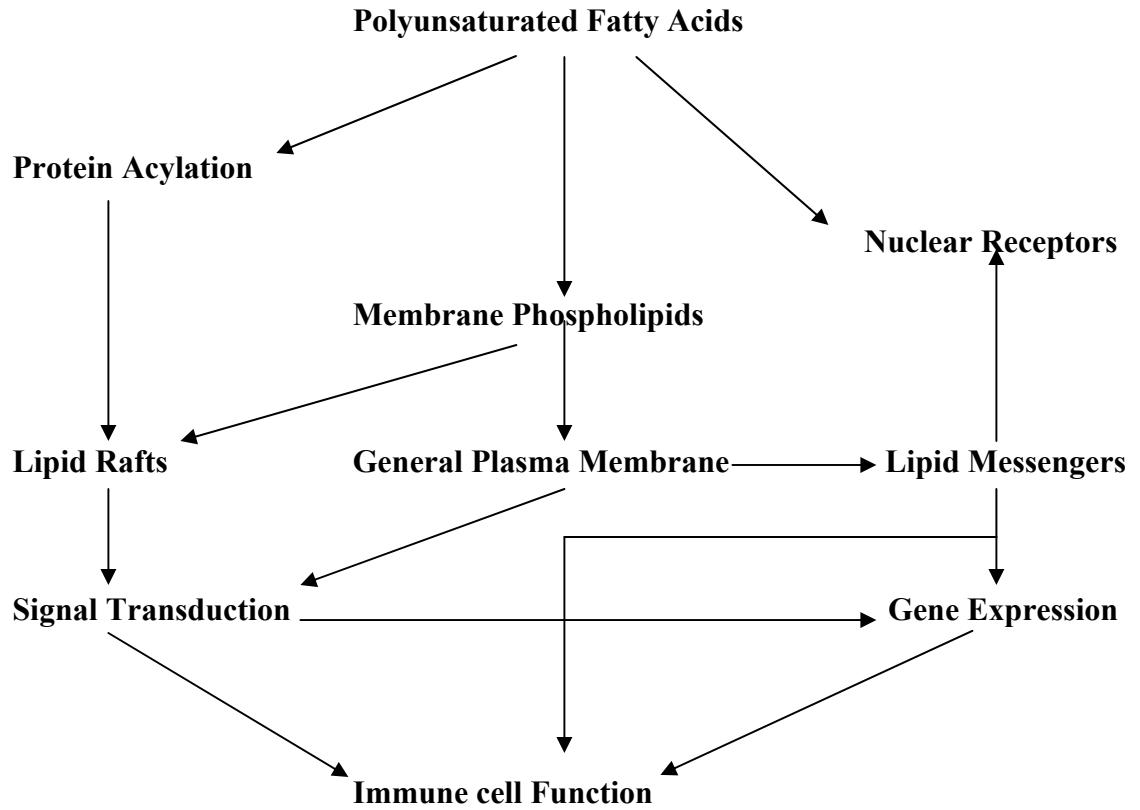 Polyunsaturated Fatty Acids
Protein Acylation
Nuclear Receptors
Membrane Phospholipids
Lipid Rafts
General Plasma Membrane
Lipid Messengers
Signal Transduction
Gene Expression
Immune cell Function